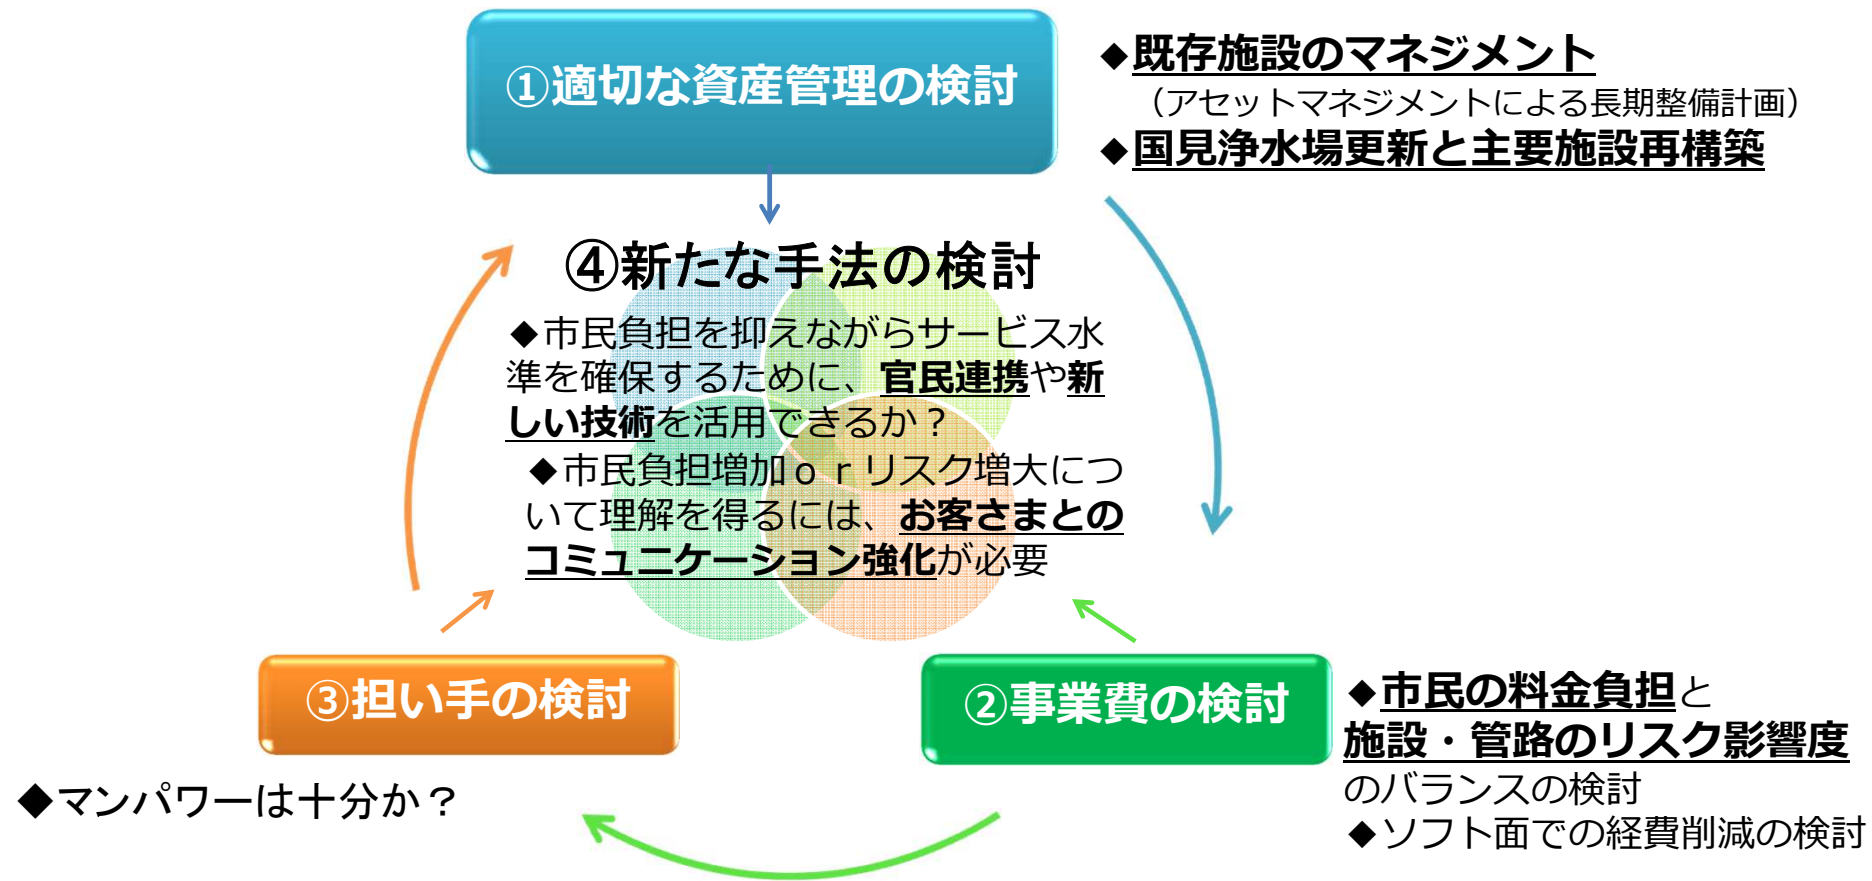 ①適切な資産管理の検討
◆既存施設のマネジメント
（アセットマネジメントによる長期整備計画）
◆国見浄水場更新と主要施設再構築
④新たな手法の検討
◆市民負担を抑えながらサービス水
準を確保するために、官民連携や新
しい技術を活用できるか？
◆市民負担増加ｏｒリスク増大につ
いて理解を得るには、お客さまとの
コミュニケーション強化が必要
③担い手の検討
◆マンパワーは十分か？
②事業費の検討
◆市民の料金負担と
施設・管路のリスク影響度
のバランスの検討
◆ソフト面での経費削減の検討